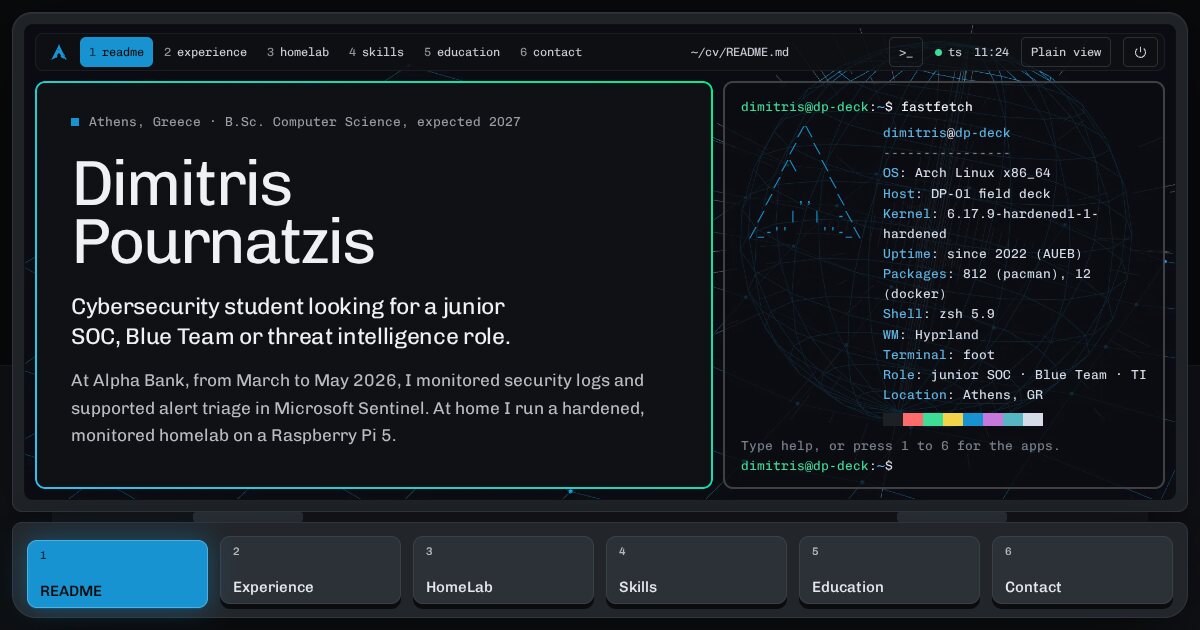 1 readme 2 experience 3 homelab 4 skills 5 education 6 contact ~/cv/README.md >_ ts 11:24 Plain view
Athens, Greece · B.Sc. Computer Science, expected 2027
Dimitris
Pournatzis
Cybersecurity student looking for a junior
SOC, Blue Team or threat intelligence role.
At Alpha Bank, from March to May 2026, I monitored security logs and
supported alert triage in Microsoft Sentinel. At home I run a hardened,
monitored homelab on a Raspberry Pi 5.
dimitris@dp-deck:~$ fastfetch
dimitris@dp-deck
----------------
OS: Arch Linux x86_64
Host: DP-01 field deck
Kernel: 6.17.9-hardened1-1-
hardened
Uptime: since 2022 (AUEB)
Packages: 812 (pacman), 12
(docker)
Shell: zsh 5.9
WM: Hyprland
Terminal: foot
Role: junior SOC · Blue Team · TI
Location: Athens, GR
Type help, or press 1 to 6 for the apps.
dimitris@dp-deck:~$
1
README
2
Experience
3
HomeLab
4
Skills
5
Education
6
Contact